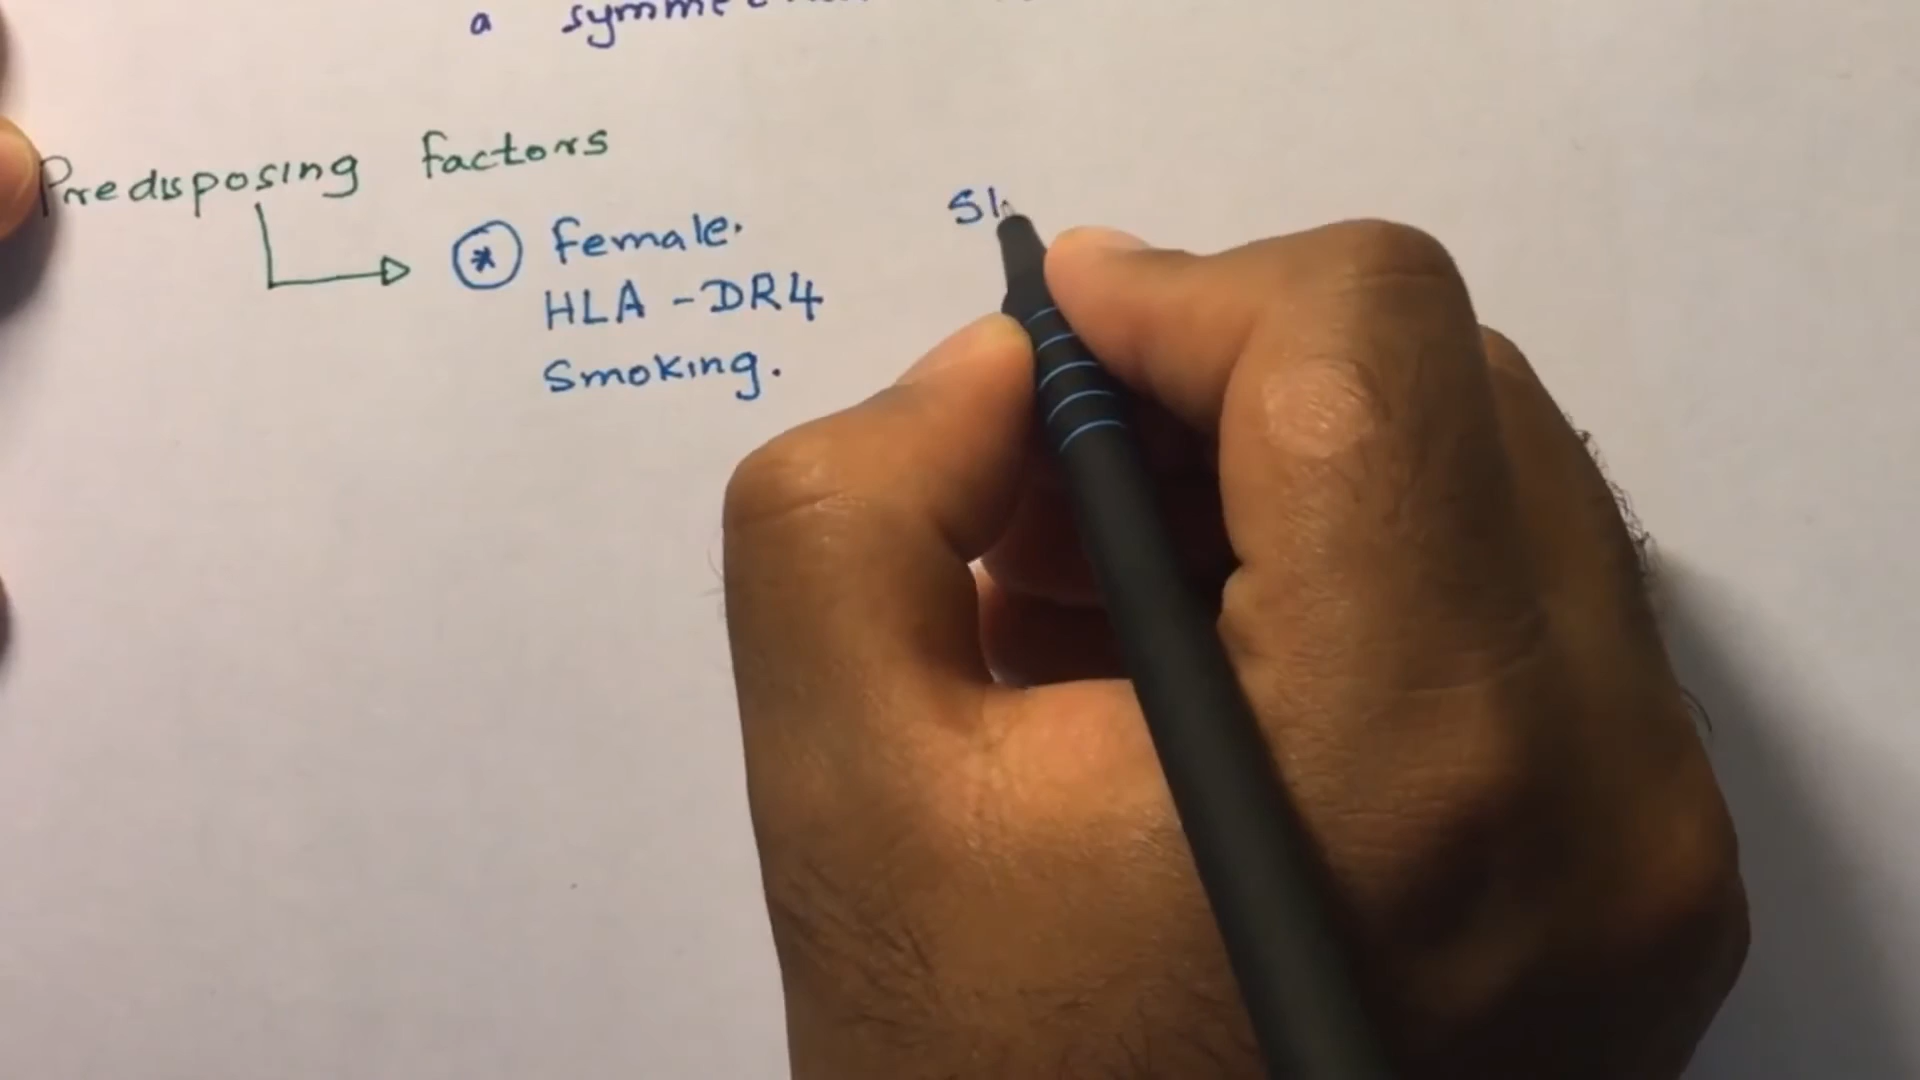 a
Predisposing factors
* female.
HLA - DR4
Smoking.